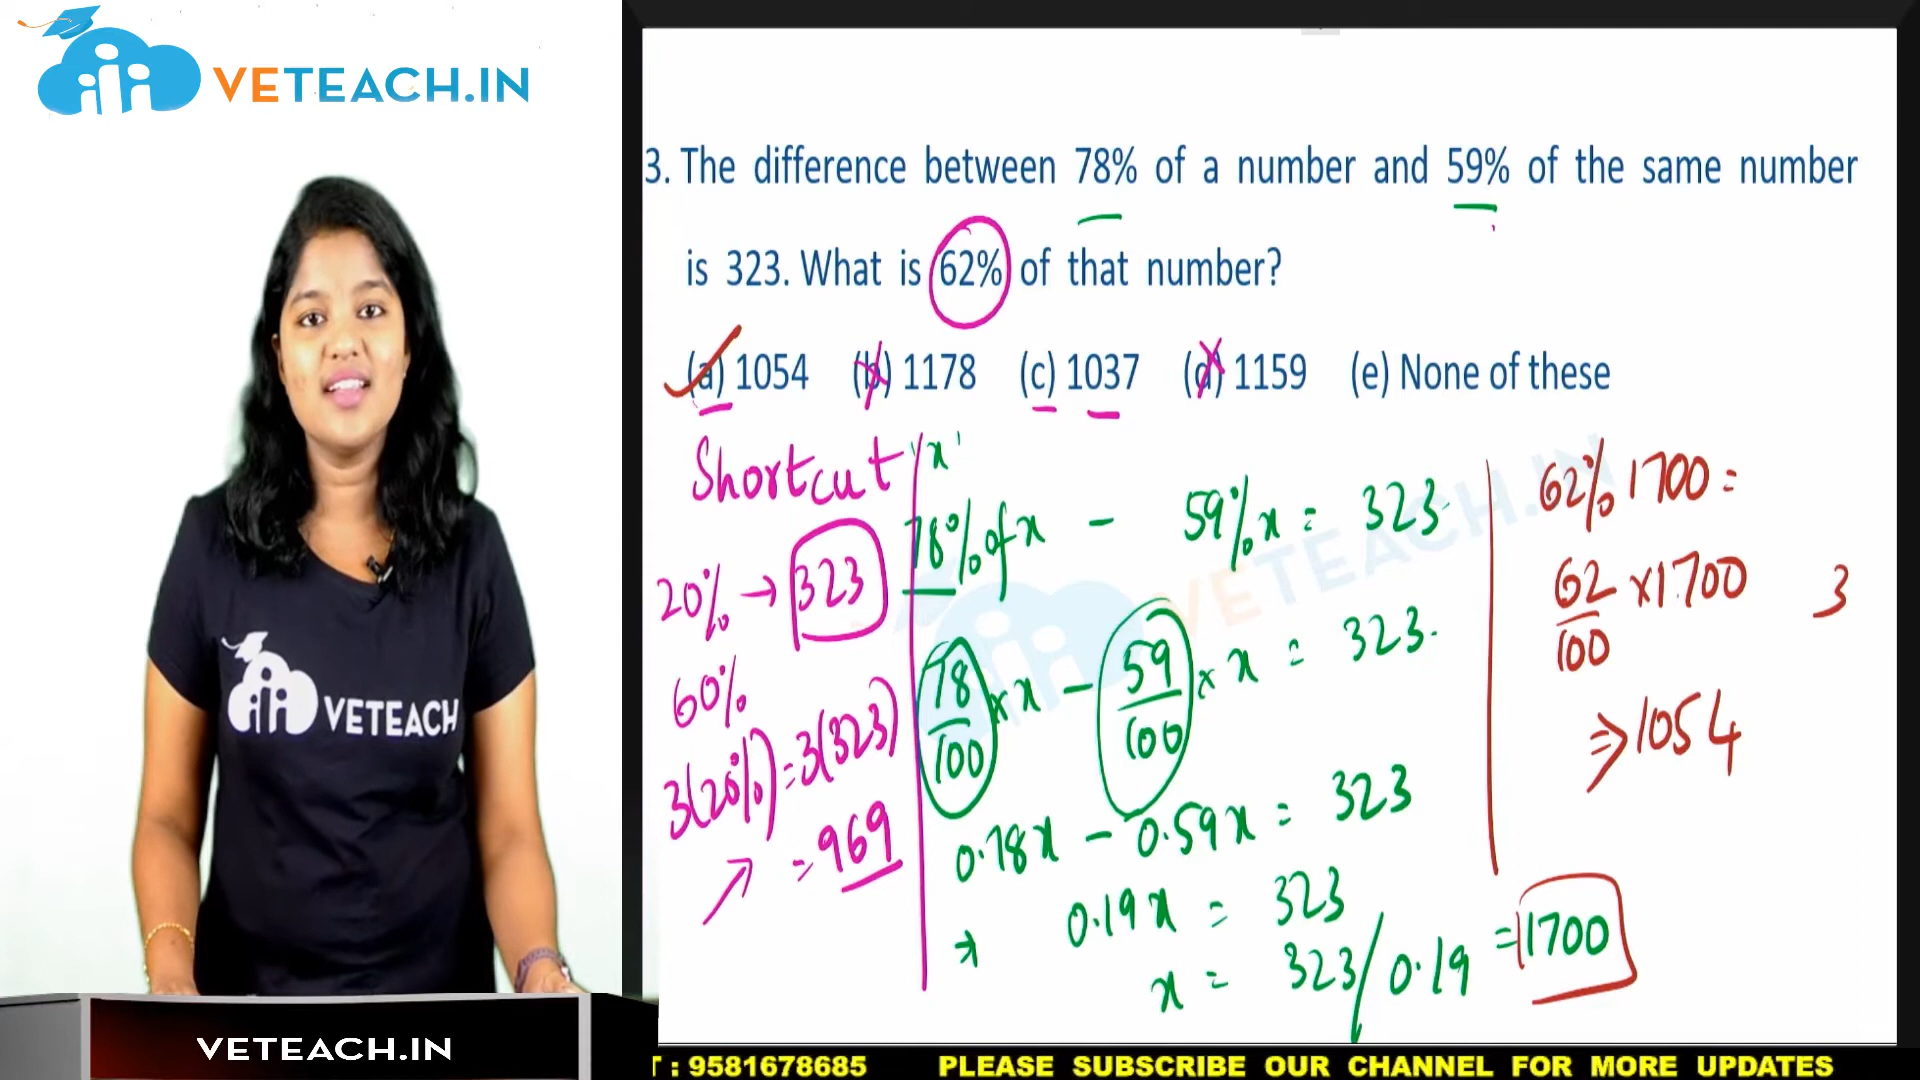 VETEACH.IN
3. The difference between 78% of a number and 59% of the same number
is 323. What is 62% of that number?
(a) 1054 (b) 1178 (c) 1037 (d) 1159 (e) None of these
Shortcut
20% → 323
60%
3(20%) = 3(323)
= 969
'x'
78% of x - 59% x = 323
78/100 × x - 59/100 × x = 323
0.78x - 0.59x = 323
0.19x = 323
x = 323/0.19 = 1700
62% 1700 =
62/100 × 1700
3
⇒ 1054
VETEACH.IN
VETEACH
VETEACH.IN
T : 9581678685 PLEASE SUBSCRIBE OUR CHANNEL FOR MORE UPDATES